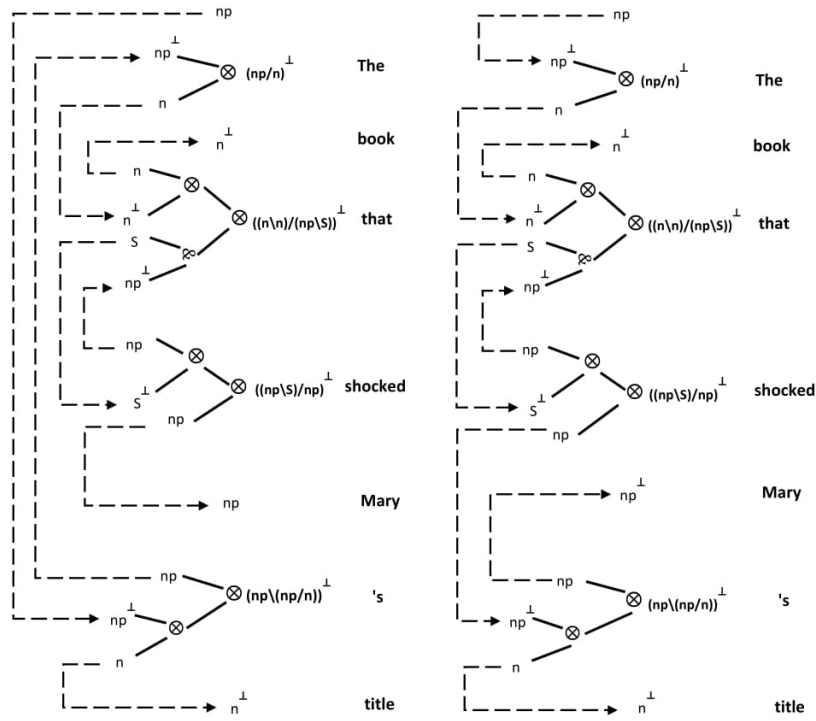 np np
np⊥ ⊗ (np/n)⊥ The np⊥ ⊗ (np/n)⊥ The
n n
n⊥ book n⊥ book
n ⊗ n ⊗
n⊥ ⊗ ((n\n)/(np\S))⊥ that n⊥ ⊗ ((n\n)/(np\S))⊥ that
S ⅋ S ⅋
np⊥ np⊥
np ⊗ np ⊗
S⊥ ⊗ ((np\S)/np)⊥ shocked S⊥ ⊗ ((np\S)/np)⊥ shocked
np np
np Mary np⊥ Mary
np ⊗ (np\(np/n))⊥ 's np ⊗ (np\(np/n))⊥ 's
np⊥ ⊗ np⊥ ⊗
n n
n⊥ title n⊥ title